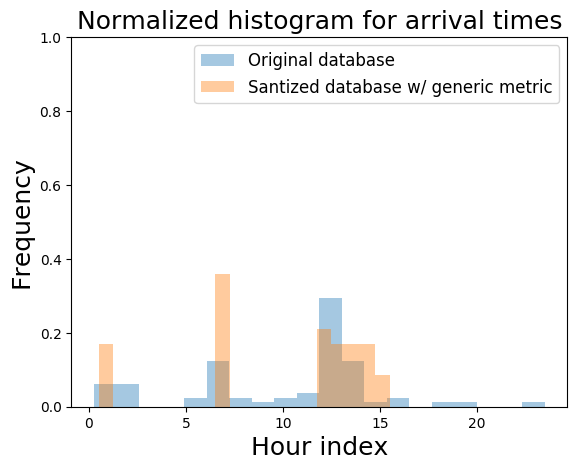 Normalized histogram for arrival times
Original database
Santized database w/ generic metric
Frequency
1.0
0.8
0.6
0.4
0.2
0.0
0 5 10 15 20
Hour index